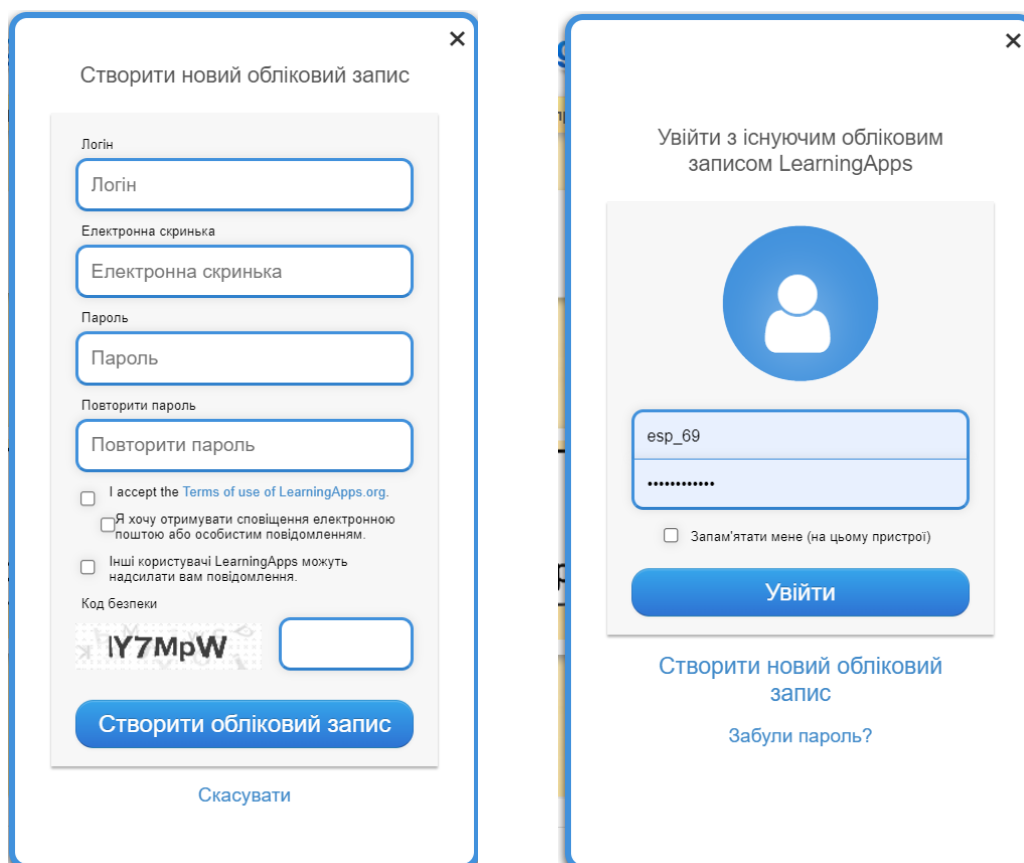 Створити новий обліковий запис
Логін
Логін
Електронна скринька
Електронна скринька
Пароль
Пароль
Повторити пароль
Повторити пароль
I accept the Terms of use of LearningApps.org.
Я хочу отримувати сповіщення електронною
поштою або особистим повідомленням.
Інші користувачі LearningApps можуть
надсилати вам повідомлення.
Код безпеки
lY7MpW
Створити обліковий запис
Скасувати
Увійти з існуючим обліковим
записом LearningApps
esp_69
••••••••••••
Запам'ятати мене (на цьому пристрої)
Увійти
Створити новий обліковий
запис
Забули пароль?